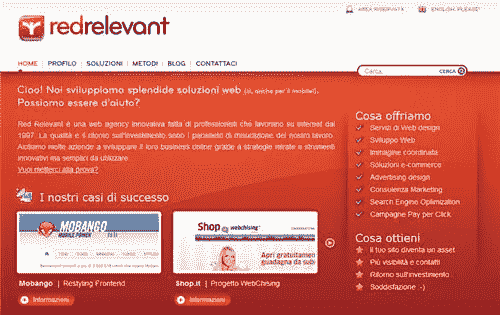 AREA RISERVATA ENGLISH, PLEASE!
redrelevant
HOME | PROFILO | SOLUZIONI | METODI | BLOG | CONTATTACI
Cerca CERCA
Ciao! Noi sviluppiamo splendide soluzioni web (sì, anche per il mobile!).
Possiamo essere d'aiuto?
Red Relevant è una web agency innovativa fatta di professionisti che lavorano su internet dal
1997. La qualità e il ritorno sull'investimento sono i parametri di misurazione del nostro lavoro.
Aiutiamo molte aziende a sviluppare il loro business online grazie a strategie mirate e strumenti
innovativi ma semplici da utilizzare.
Vuoi metterci alla prova?
I nostri casi di successo
MOBANGO
MOBILE POWER
Mobango | Restyling Frontend
Informazioni
Shop webchising
Shop.it
Apri gratuitamente
guadagna da sub
Shop.it | Progetto WebChising
Informazioni
Cosa offriamo
Servizi di Web design
Sviluppo Web
Immagine coordinata
Soluzioni e-commerce
Advertising design
Consulenza Marketing
Search Engine Optimization
Campagne Pay per Click
Cosa ottieni
Il tuo sito diventa un asset
Più visibilità e contatti
Ritorno sull'investimento
Soddisfazione :-)